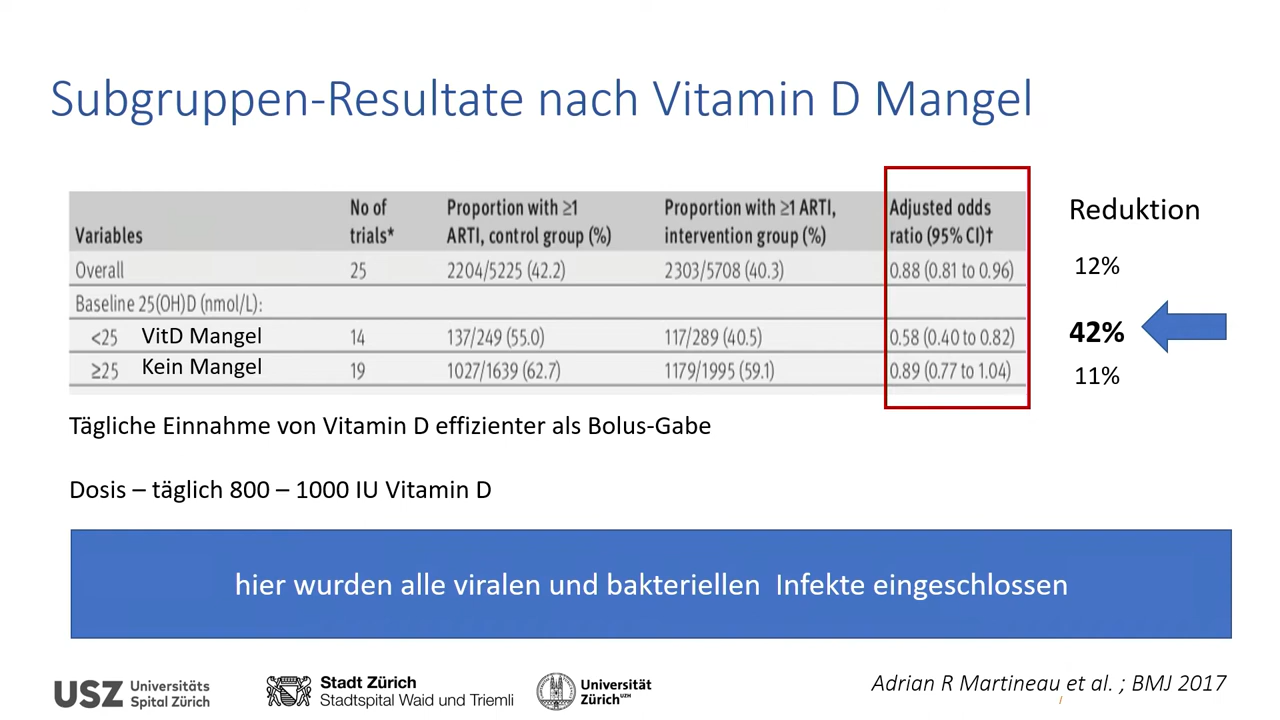 Subgruppen-Resultate nach Vitamin D Mangel
Variables No of trials* Proportion with ≥1 ARTI, control group (%) Proportion with ≥1 ARTI, intervention group (%) Adjusted odds ratio (95% CI)† Reduktion
Overall 25 2204/5225 (42.2) 2303/5708 (40.3) 0.88 (0.81 to 0.96) 12%
Baseline 25(OH)D (nmol/L):
<25 VitD Mangel 14 137/249 (55.0) 117/289 (40.5) 0.58 (0.40 to 0.82) 42%
≥25 Kein Mangel 19 1027/1639 (62.7) 1179/1995 (59.1) 0.89 (0.77 to 1.04) 11%
Tägliche Einnahme von Vitamin D effizienter als Bolus-Gabe
Dosis – täglich 800 – 1000 IU Vitamin D
hier wurden alle viralen und bakteriellen Infekte eingeschlossen
USZ Universitäts Spital Zürich
Stadt Zürich
Stadtspital Waid und Triemli
Universität
Zürich UZH
Adrian R Martineau et al. ; BMJ 2017